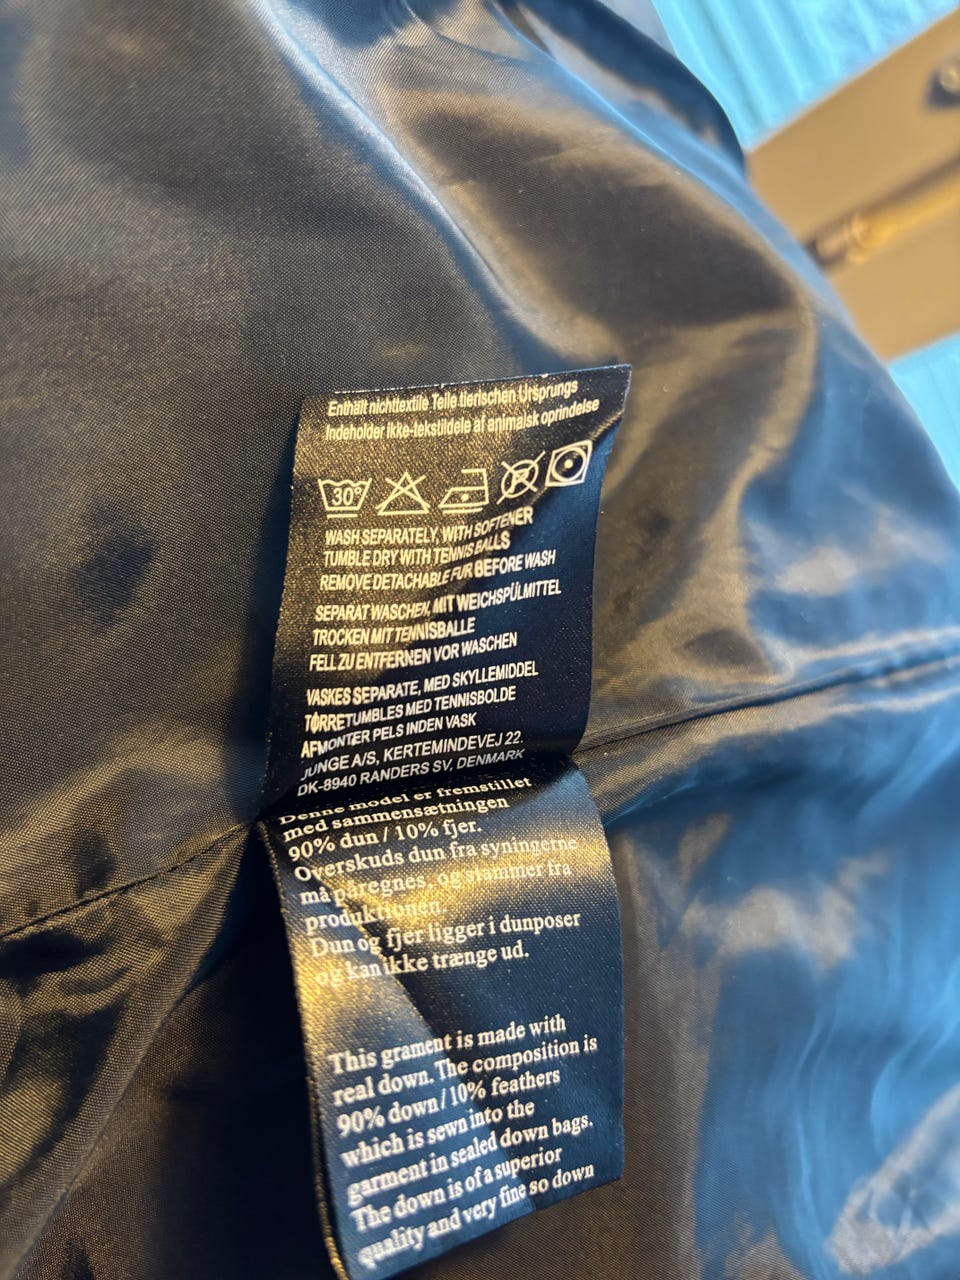 Enthält nichttextile Teile tierischen Ursprungs
Indeholder ikke-tekstildele af animalsk oprindelse
30°
P
WASH SEPARATELY, WITH SOFTENER
TUMBLE DRY WITH TENNIS BALLS
REMOVE DETACHABLE FUR BEFORE WASH
SEPARAT WASCHEN, MIT WEICHSPÜLMITTEL
TROCKEN MIT TENNISBALLE
FELL ZU ENTFERNEN VOR WASCHEN
VASKES SEPARATE, MED SKYLLEMIDDEL
TØRRETUMBLES MED TENNISBOLDE
AFMONTER PELS INDEN VASK
JUNGE A/S, KERTEMINDEVEJ 22.
DK-8940 RANDERS SV, DENMARK
Denne model er fremstillet
med sammensætningen
90% dun / 10% fjer.
Overskuds dun fra syningerne
må påregnes, og stammer fra
produktionen.
Dun og fjer ligger i dunposer
og kan ikke trænge ud.
This grament is made with
real down. The composition is
90% down / 10% feathers
which is sewn into the
garment in sealed down bags.
The down is of a superior
quality and very fine so down